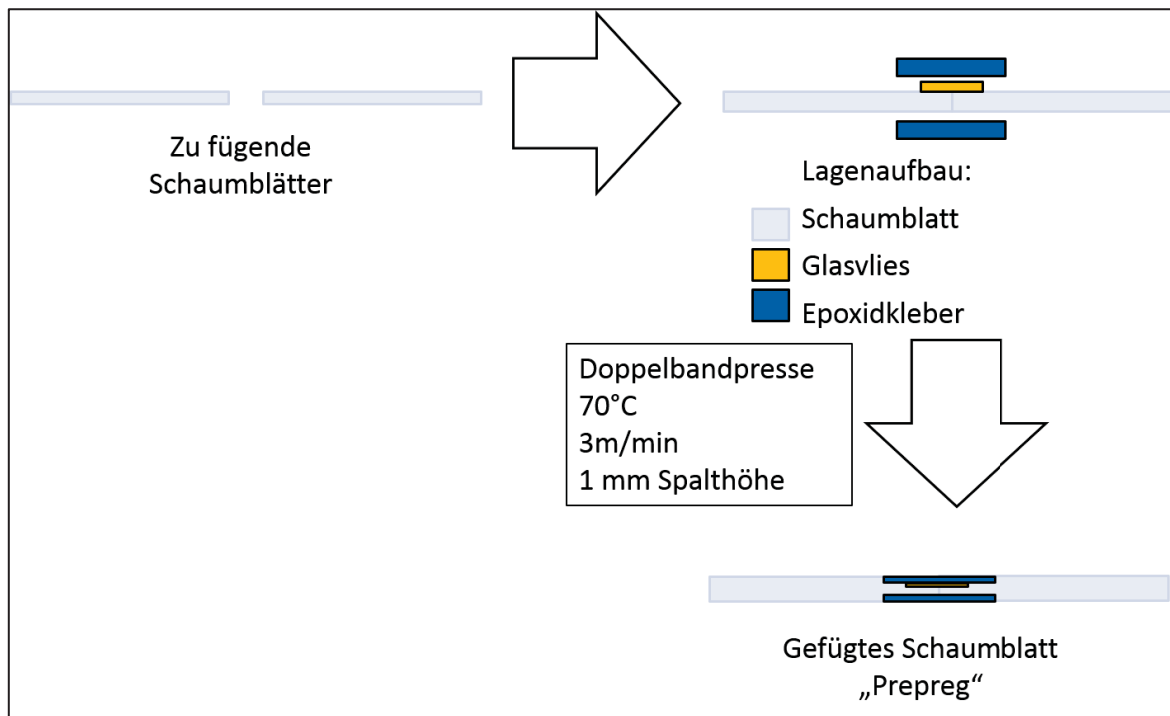 Zu fügende
Schaumblätter
Lagenaufbau:
Schaumblatt
Glasvlies
Epoxidkleber
Doppelbandpresse
70°C
3m/min
1 mm Spalthöhe
Gefügtes Schaumblatt
„Prepreg“